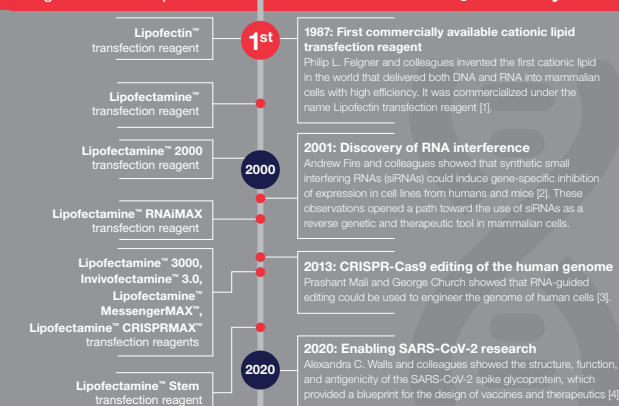 Lipofectin™
transfection reagent
1st
1987: First commercially available cationic lipid
transfection reagent
Philip L. Felgner and colleagues invented the first cationic lipid
in the world that delivered both DNA and RNA into mammalian
cells with high efficiency. It was commercialized under the
name Lipofectin transfection reagent [1].
Lipofectamine™
transfection reagent
Lipofectamine™ 2000
transfection reagent
2000
2001: Discovery of RNA interference
Andrew Fire and colleagues showed that synthetic small
interfering RNAs (siRNAs) could induce gene-specific inhibition
of expression in cell lines from humans and mice [2]. These
observations opened a path toward the use of siRNAs as a
reverse genetic and therapeutic tool in mammalian cells.
Lipofectamine™ RNAiMAX
transfection reagent
Lipofectamine™ 3000,
Invivofectamine™ 3.0,
Lipofectamine™
MessengerMAX™,
Lipofectamine™ CRISPRMAX™
transfection reagents
2013: CRISPR-Cas9 editing of the human genome
Prashant Mali and George Church showed that RNA-guided
editing could be used to engineer the genome of human cells [3].
Lipofectamine™ Stem
transfection reagent
2020
2020: Enabling SARS-CoV-2 research
Alexandra C. Walls and colleagues showed the structure, function,
and antigenicity of the SARS-CoV-2 spike glycoprotein, which
provided a blueprint for the design of vaccines and therapeutics [4]